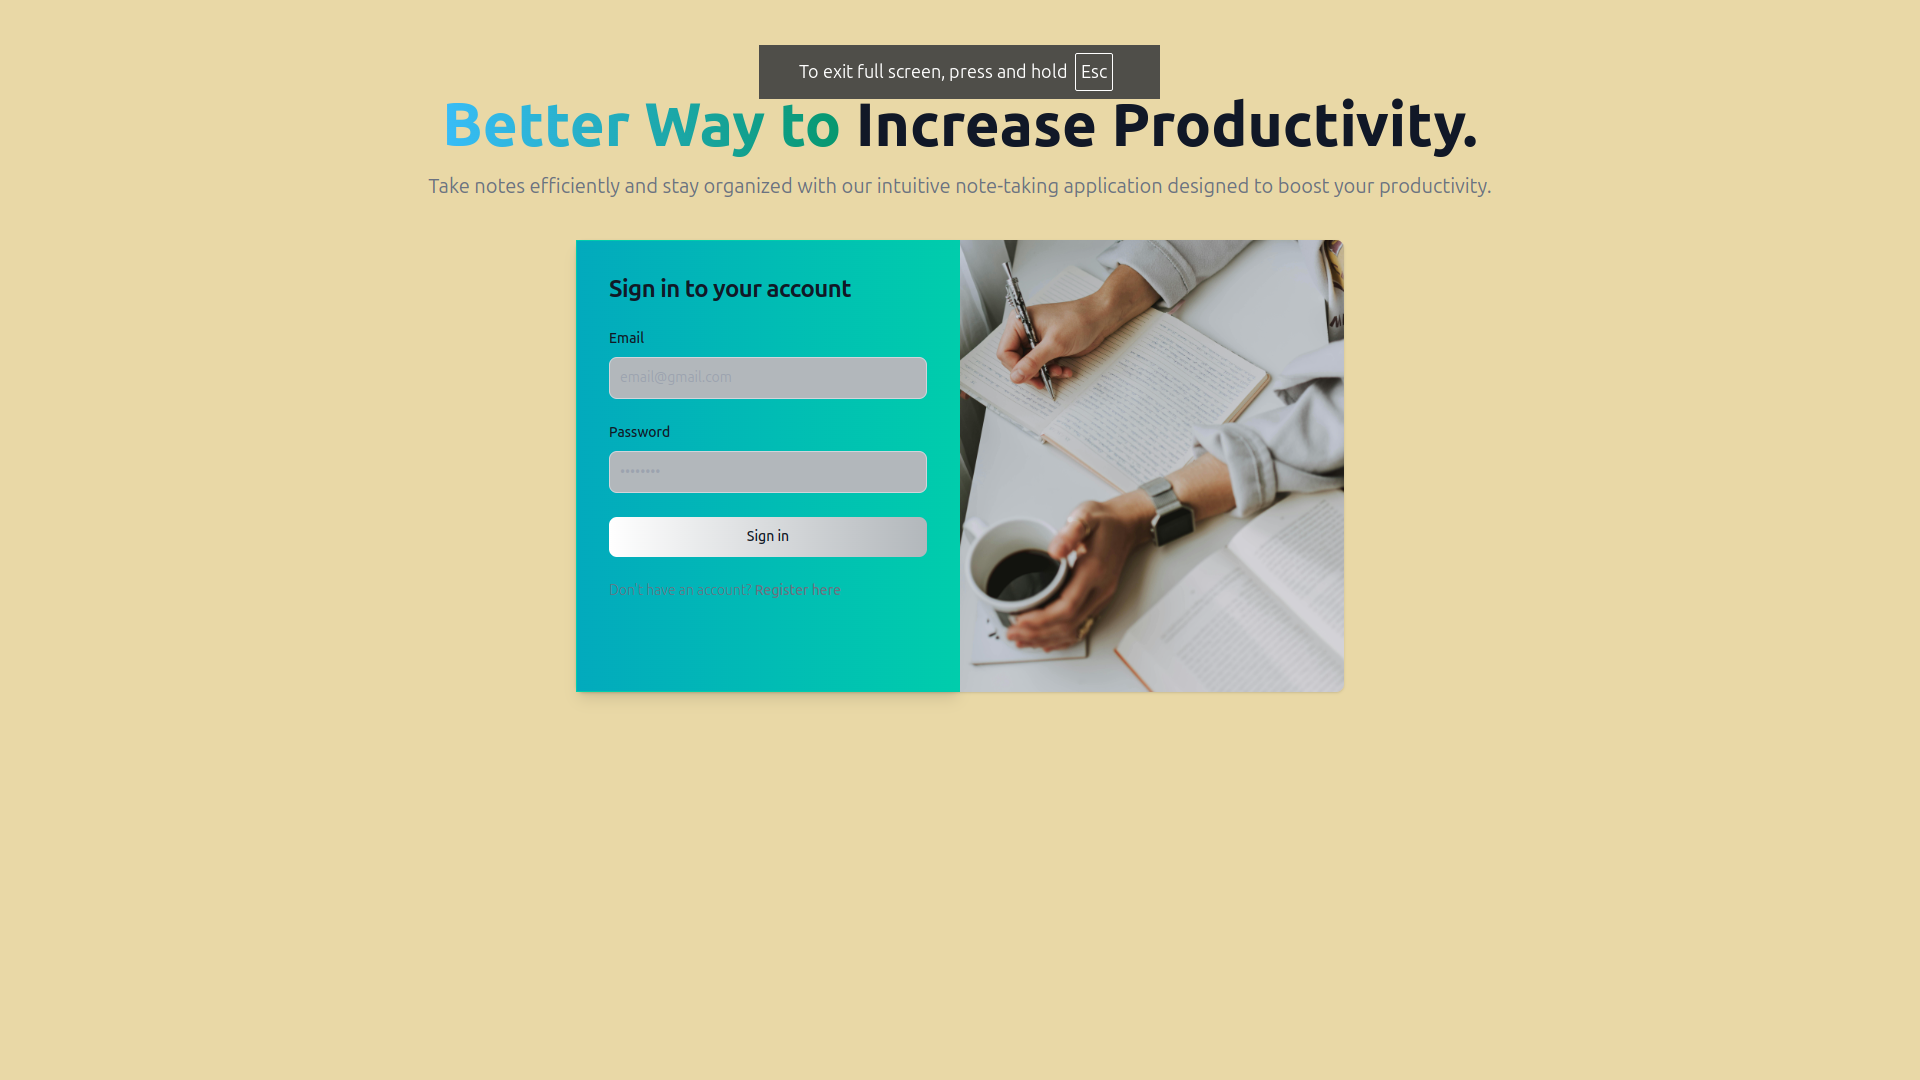 To exit full screen, press and hold Esc
Better Way to Increase Productivity.
Take notes efficiently and stay organized with our intuitive note-taking application designed to boost your productivity.
Sign in to your account
Email
email@gmail.com
Password
••••••••
Sign in
Don't have an account? Register here